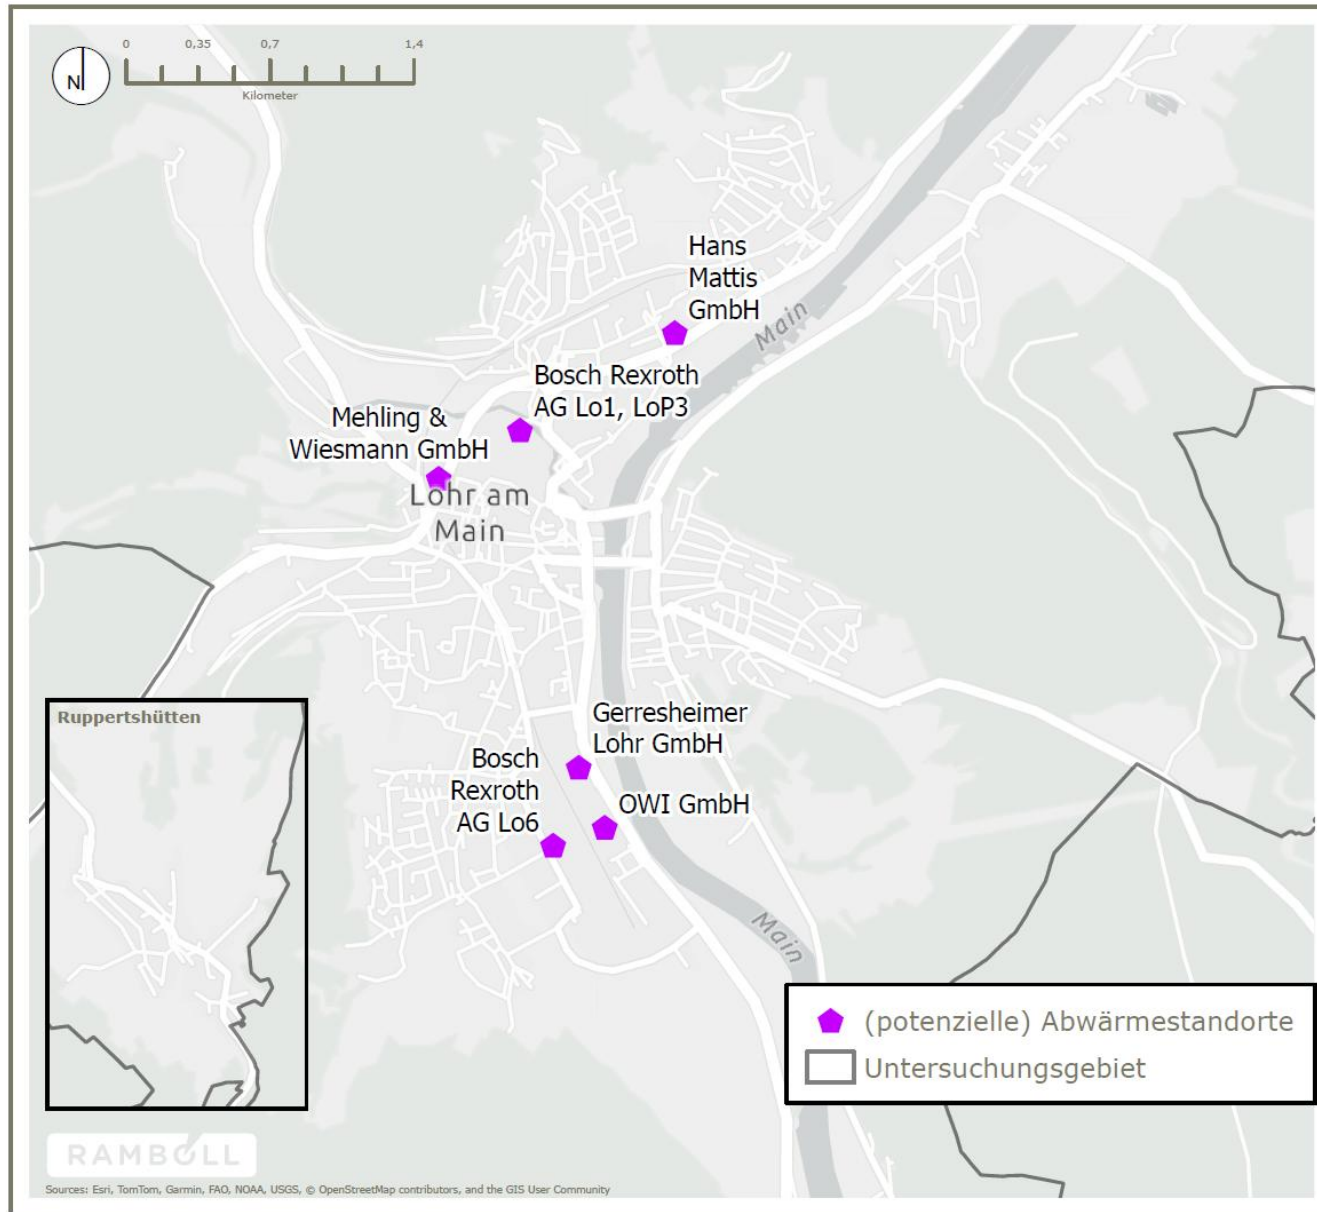 0 0,35 0,7 1,4
N
Kilometer
Hans
Mattis
GmbH
Main
Bosch Rexroth
AG Lo1, LoP3
Mehling &
Wiesmann GmbH
Lohr am
Main
Ruppertshütten
Gerresheimer
Lohr GmbH
Bosch
Rexroth
AG Lo6
OWI GmbH
Main
(potenzielle) Abwärmestandorte
Untersuchungsgebiet
RAMBOLL
Sources: Esri, TomTom, Garmin, FAO, NOAA, USGS, © OpenStreetMap contributors, and the GIS User Community